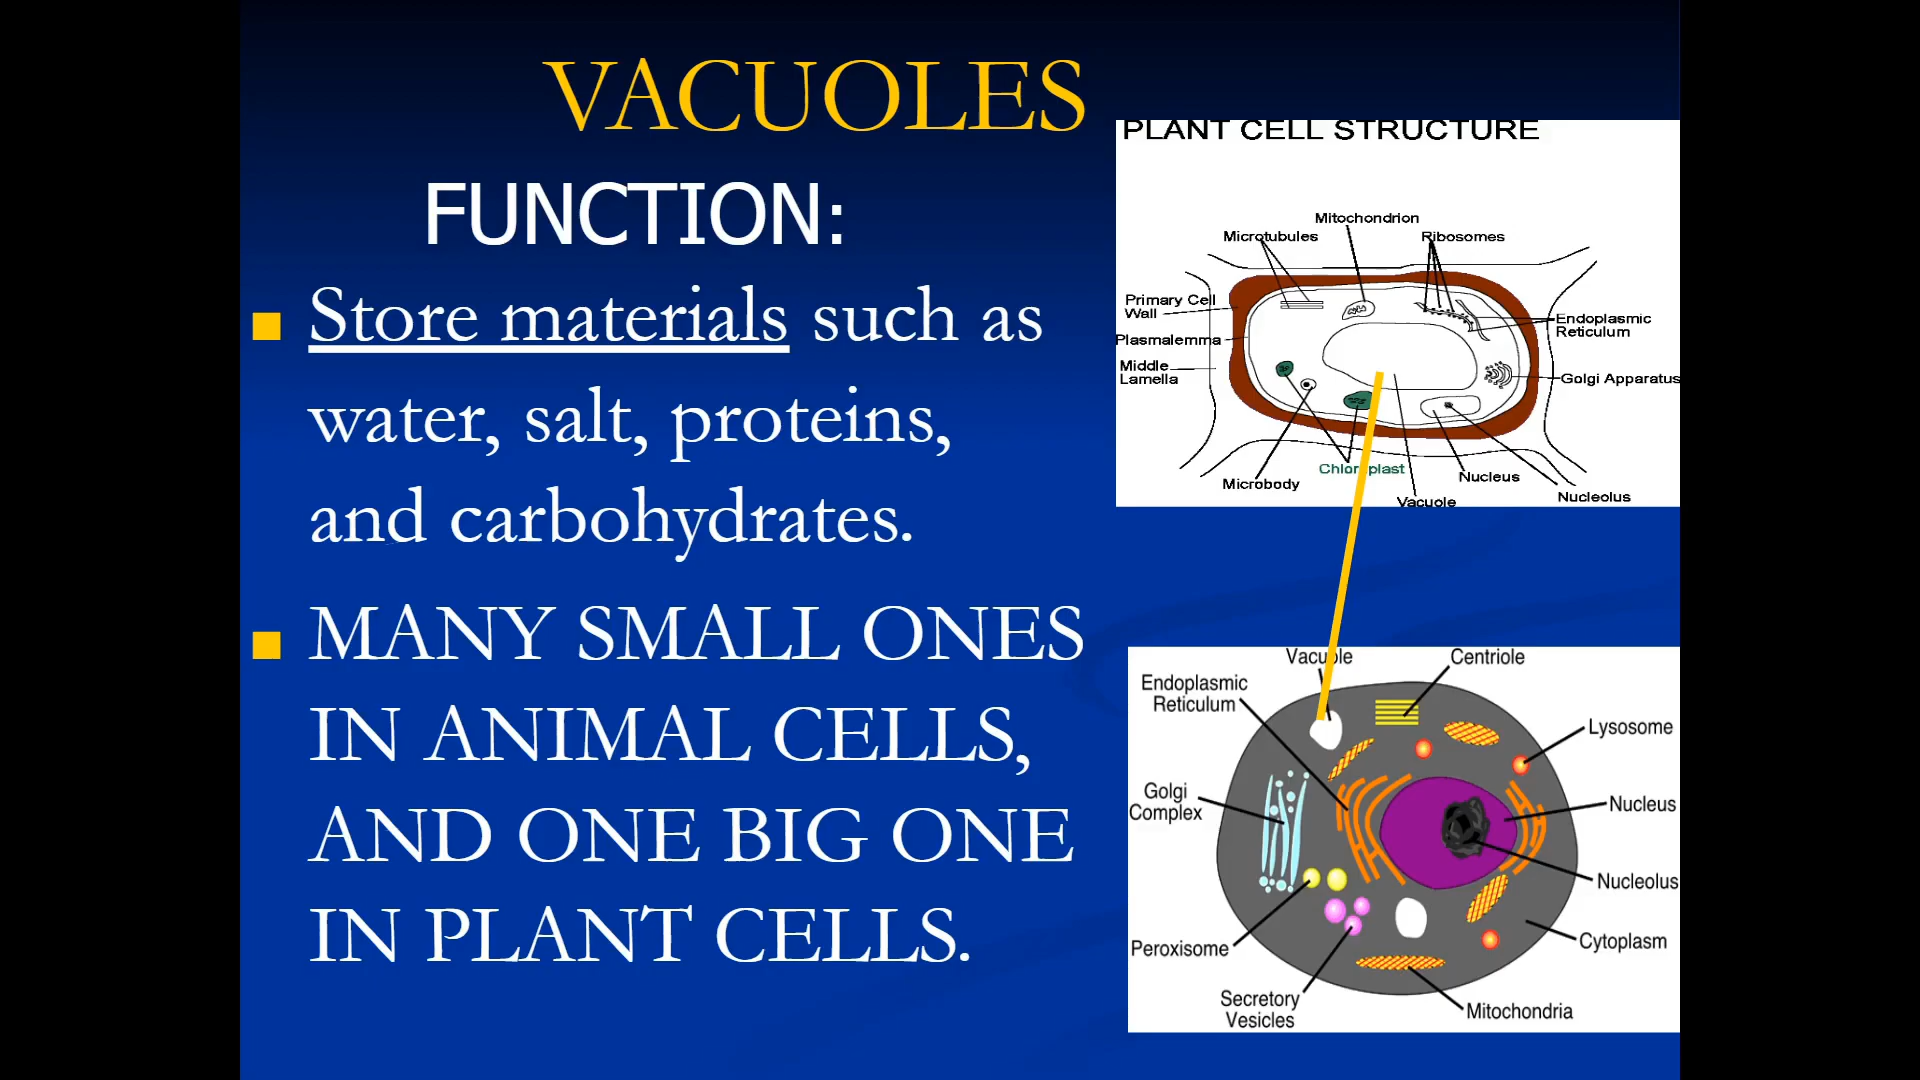 VACUOLES
FUNCTION:
Store materials such as
water, salt, proteins,
and carbohydrates.
MANY SMALL ONES
IN ANIMAL CELLS,
AND ONE BIG ONE
IN PLANT CELLS.
PLANT CELL STRUCTURE
Mitochondrion
Microtubules
Ribosomes
Primary Cell
Wall
Endoplasmic
Reticulum
Plasmalemma
Middle
Lamella
Golgi Apparatus
Chloroplast
Microbody
Nucleus
Nucleolus
Vacuole
Vacuole
Centriole
Endoplasmic
Reticulum
Lysosome
Golgi
Complex
Nucleus
Nucleolus
Peroxisome
Cytoplasm
Secretory
Vesicles
Mitochondria